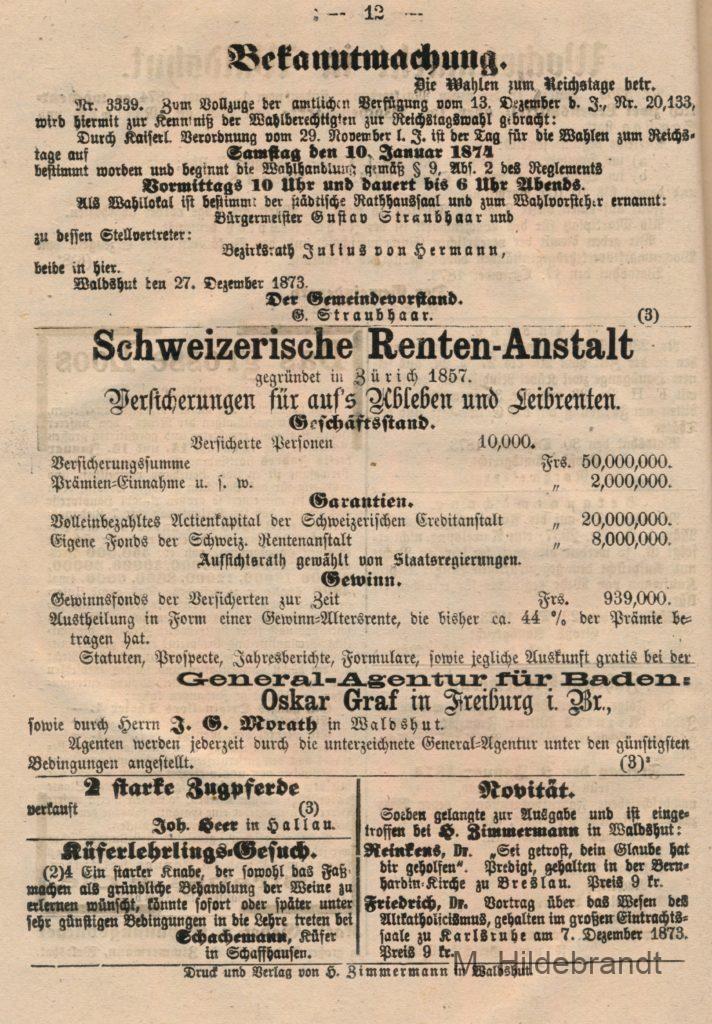 — 12 —
Bekanntmachung.
Die Wahlen zum Reichstage betr.
Nr. 3339. Zum Vollzuge der amtlichen Verfügung vom 13. Dezember d. J., Nr. 20,133,
wird hiermit zur Kenntniß der Wahlberechtigten zur Reichstagswahl gebracht:
Durch Kaiserl. Verordnung vom 29. November l. J. ist der Tag für die Wahlen zum Reichs-
tage auf Samstag den 10. Januar 1874
bestimmt worden und beginnt die Wahlhandlung gemäß § 9, Abs. 2 des Reglements
Vormittags 10 Uhr und dauert bis 6 Uhr Abends.
Als Wahllokal ist bestimmt der städtische Rathhaussaal und zum Wahlvorsteher ernannt:
Bürgermeister Gustav Straubhaar und
zu dessen Stellvertreter:
Bezirksrath Julius von Hermann,
beide in hier.
Waldshut den 27. Dezember 1873.
Der Gemeindevorstand.
G. Straubhaar. (3)
Schweizerische Renten-Anstalt
gegründet in Zürich 1857.
Versicherungen für auf's Ableben und Leibrenten.
Geschäftsstand.
Versicherte Personen 10,000.
Versicherungssumme Frs. 50,000,000.
Prämien-Einnahme u. s. w. „ 2,000,000.
Garantien.
Volleinbezahltes Actienkapital der Schweizerischen Creditanstalt „ 20,000,000.
Eigene Fonds der Schweiz. Rentenanstalt „ 8,000,000.
Aufsichtsrath gewählt von Staatsregierungen.
Gewinn.
Gewinnsfonds der Versicherten zur Zeit Frs. 939,000.
Austheilung in Form einer Gewinn-Altersrente, die bisher ca. 44 % der Prämie be-
tragen hat.
Statuten, Prospecte, Jahresberichte, Formulare, sowie jegliche Auskunft gratis bei der
General-Agentur für Baden:
Oskar Graf in Freiburg i. Br.,
sowie durch Herrn J. G. Morath in Waldshut.
Agenten werden jederzeit durch die unterzeichnete General-Agentur unter den günstigsten
Bedingungen angestellt. (3)²
2 starke Zugpferde
verkauft (3)
Joh. Heer in Hallau.
Küferlehrlings-Gesuch.
(2)4 Ein starker Knabe, der sowohl das Faß-
machen als gründliche Behandlung der Weine zu
erlernen wünscht, könnte sofort oder später unter
sehr günstigen Bedingungen in die Lehre treten bei
Schachemann, Küfer
in Schaffhausen.
Novität.
Soeben gelangte zur Ausgabe und ist einge-
troffen bei H. Zimmermann in Waldshut:
Reinkens, Dr. „Sei getrost, dein Glaube hat
dir geholfen". Predigt, gehalten in der Bern-
hardin-Kirche zu Breslau. Preis 9 kr.
Friedrich, Dr. Vortrag über das Wesen des
Altkatholicismus, gehalten im großen Eintrachts-
saale zu Karlsruhe am 7. Dezember 1873.
Preis 9 kr.
Druck und Verlag von H. Zimmermann in Waldshut.
M. Hildebrandt